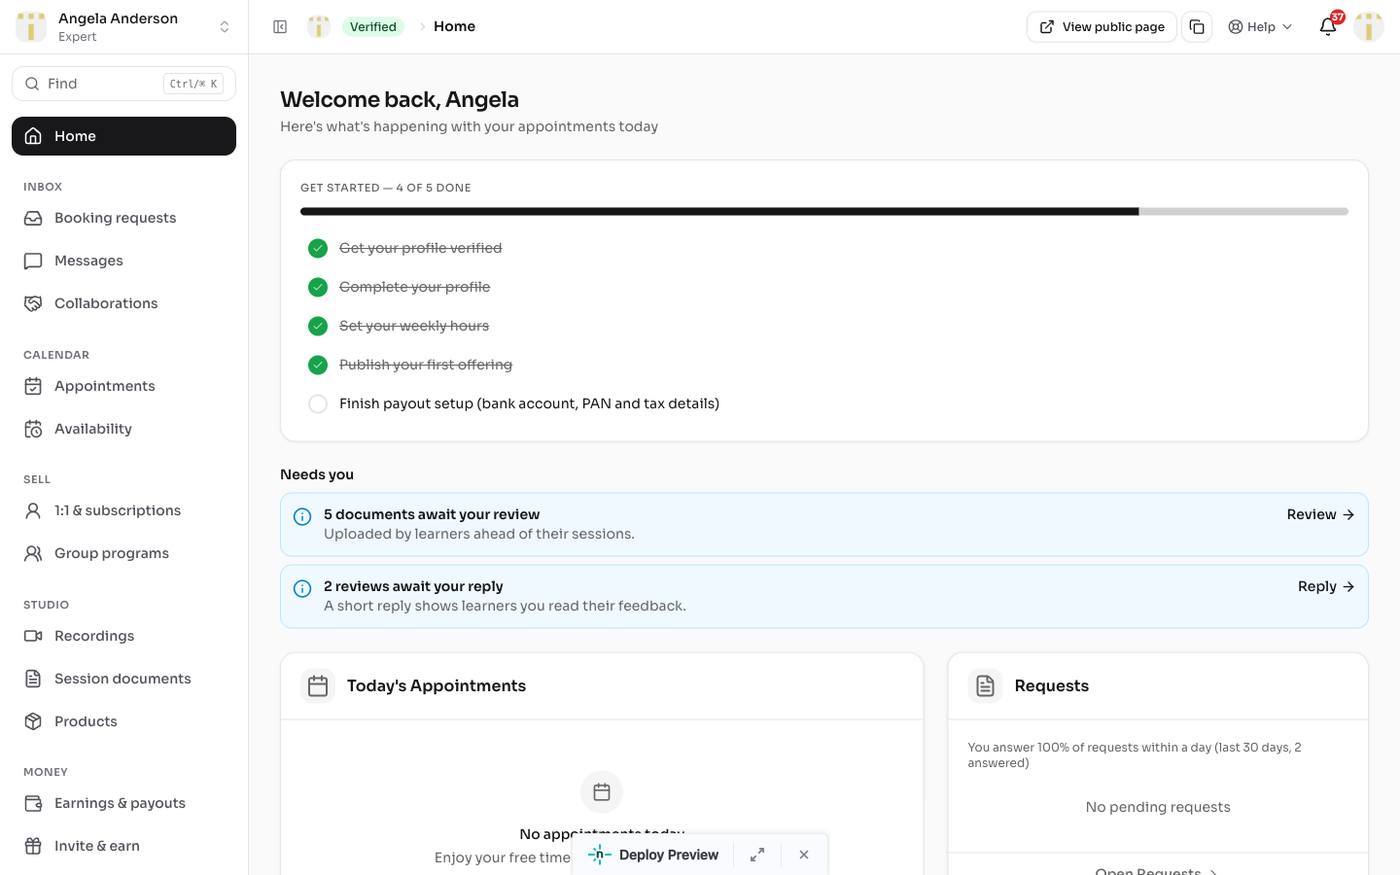 Angela Anderson
Expert
Verified
Home
View public page
Help
37
Find
Ctrl/⌘ K
Home
INBOX
Booking requests
Messages
Collaborations
CALENDAR
Appointments
Availability
SELL
1:1 & subscriptions
Group programs
STUDIO
Recordings
Session documents
Products
MONEY
Earnings & payouts
Invite & earn
Welcome back, Angela
Here's what's happening with your appointments today
GET STARTED — 4 OF 5 DONE
Get your profile verified
Complete your profile
Set your weekly hours
Publish your first offering
Finish payout setup (bank account, PAN and tax details)
Needs you
5 documents await your review
Review →
Uploaded by learners ahead of their sessions.
2 reviews await your reply
Reply →
A short reply shows learners you read their feedback.
Today's Appointments
No appointments today
Enjoy your free time
Requests
You answer 100% of requests within a day (last 30 days, 2
answered)
No pending requests
Open Requests
Deploy Preview